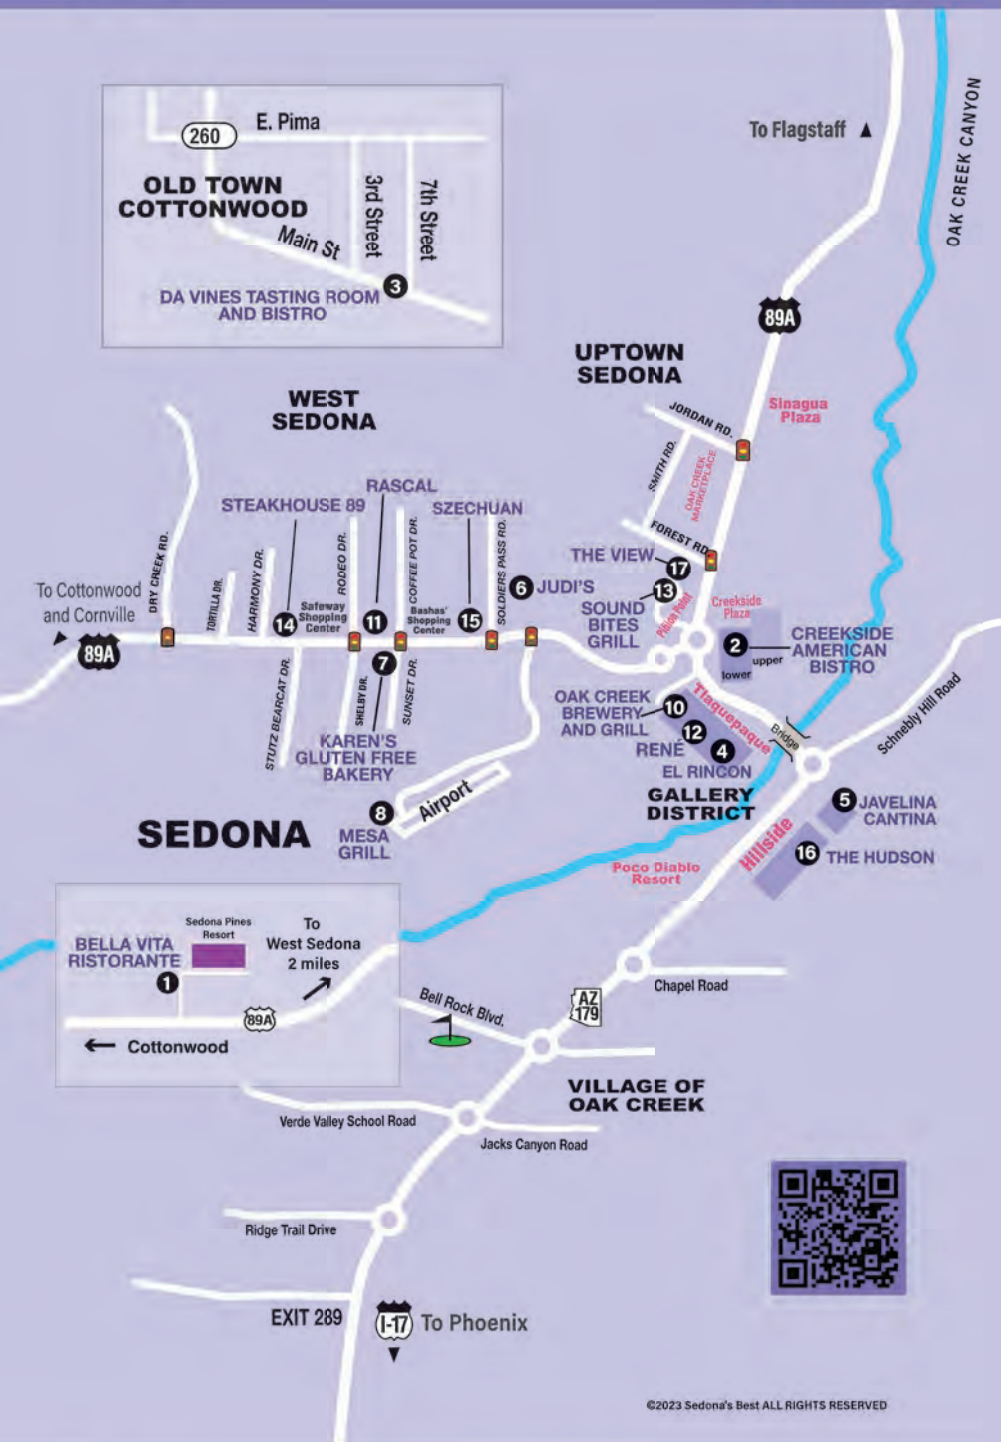 To Flagstaff ▲
OAK CREEK CANYON
260
E. Pima
OLD TOWN
COTTONWOOD
Main St
3rd Street
7th Street
3
DA VINES TASTING ROOM
AND BISTRO
89A
UPTOWN
SEDONA
JORDAN RD.
SMITH RD.
OAK CREEK
MARKETPLACE
FOREST RD.
Sinagua
Plaza
WEST
SEDONA
STEAKHOUSE 89
RASCAL
SZECHUAN
DRY CREEK RD.
TORTILLA DR.
HARMONY DR.
RODEO DR.
COFFEE POT DR.
SOLDIERS PASS RD.
14
Safeway
Shopping
Center
11
Bashas'
Shopping
Center
15
6
JUDI'S
THE VIEW
17
13
SOUND
BITES
GRILL
Piñon Point
Creekside
Plaza
2
upper
lower
CREEKSIDE
AMERICAN
BISTRO
To Cottonwood
and Cornville
89A
STUTZ BEARCAT DR.
SHELBY DR.
7
SUNSET DR.
KAREN'S
GLUTEN FREE
BAKERY
8
MESA
GRILL
Airport
OAK CREEK
BREWERY
AND GRILL
10
12
RENÉ
4
EL RINCON
Tlaquepaque
Bridge
Schnebly Hill Road
GALLERY
DISTRICT
5
JAVELINA
CANTINA
Hillside
16
THE HUDSON
SEDONA
Poco Diablo
Resort
BELLA VITA
RISTORANTE
1
Sedona Pines
Resort
To
West Sedona
2 miles
89A
← Cottonwood
Chapel Road
AZ
179
Bell Rock Blvd.
VILLAGE OF
OAK CREEK
Verde Valley School Road
Jacks Canyon Road
Ridge Trail Drive
EXIT 289
I-17
To Phoenix
©2023 Sedona's Best ALL RIGHTS RESERVED